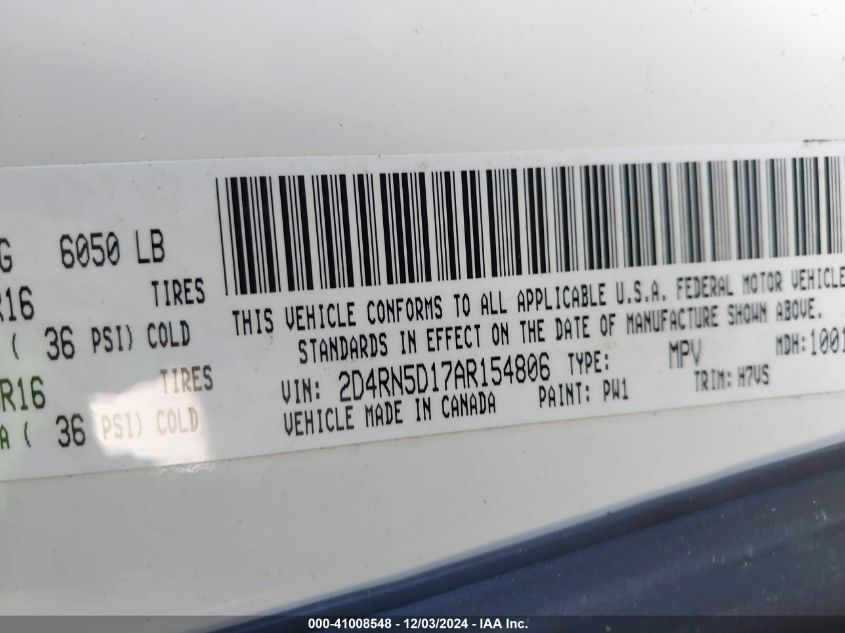 G 6050 LB
R16 TIRES
( 36 PSI) COLD
R16 TIRES
A ( 36 PSI) COLD
THIS VEHICLE CONFORMS TO ALL APPLICABLE U.S.A. FEDERAL MOTOR VEHICLE
STANDARDS IN EFFECT ON THE DATE OF MANUFACTURE SHOWN ABOVE.
VIN: 2D4RN5D17AR154806 TYPE: MPV MDH: 1001
VEHICLE MADE IN CANADA PAINT: PW1 TRIM: H7VS
000-41008548 - 12/03/2024 - IAA Inc.